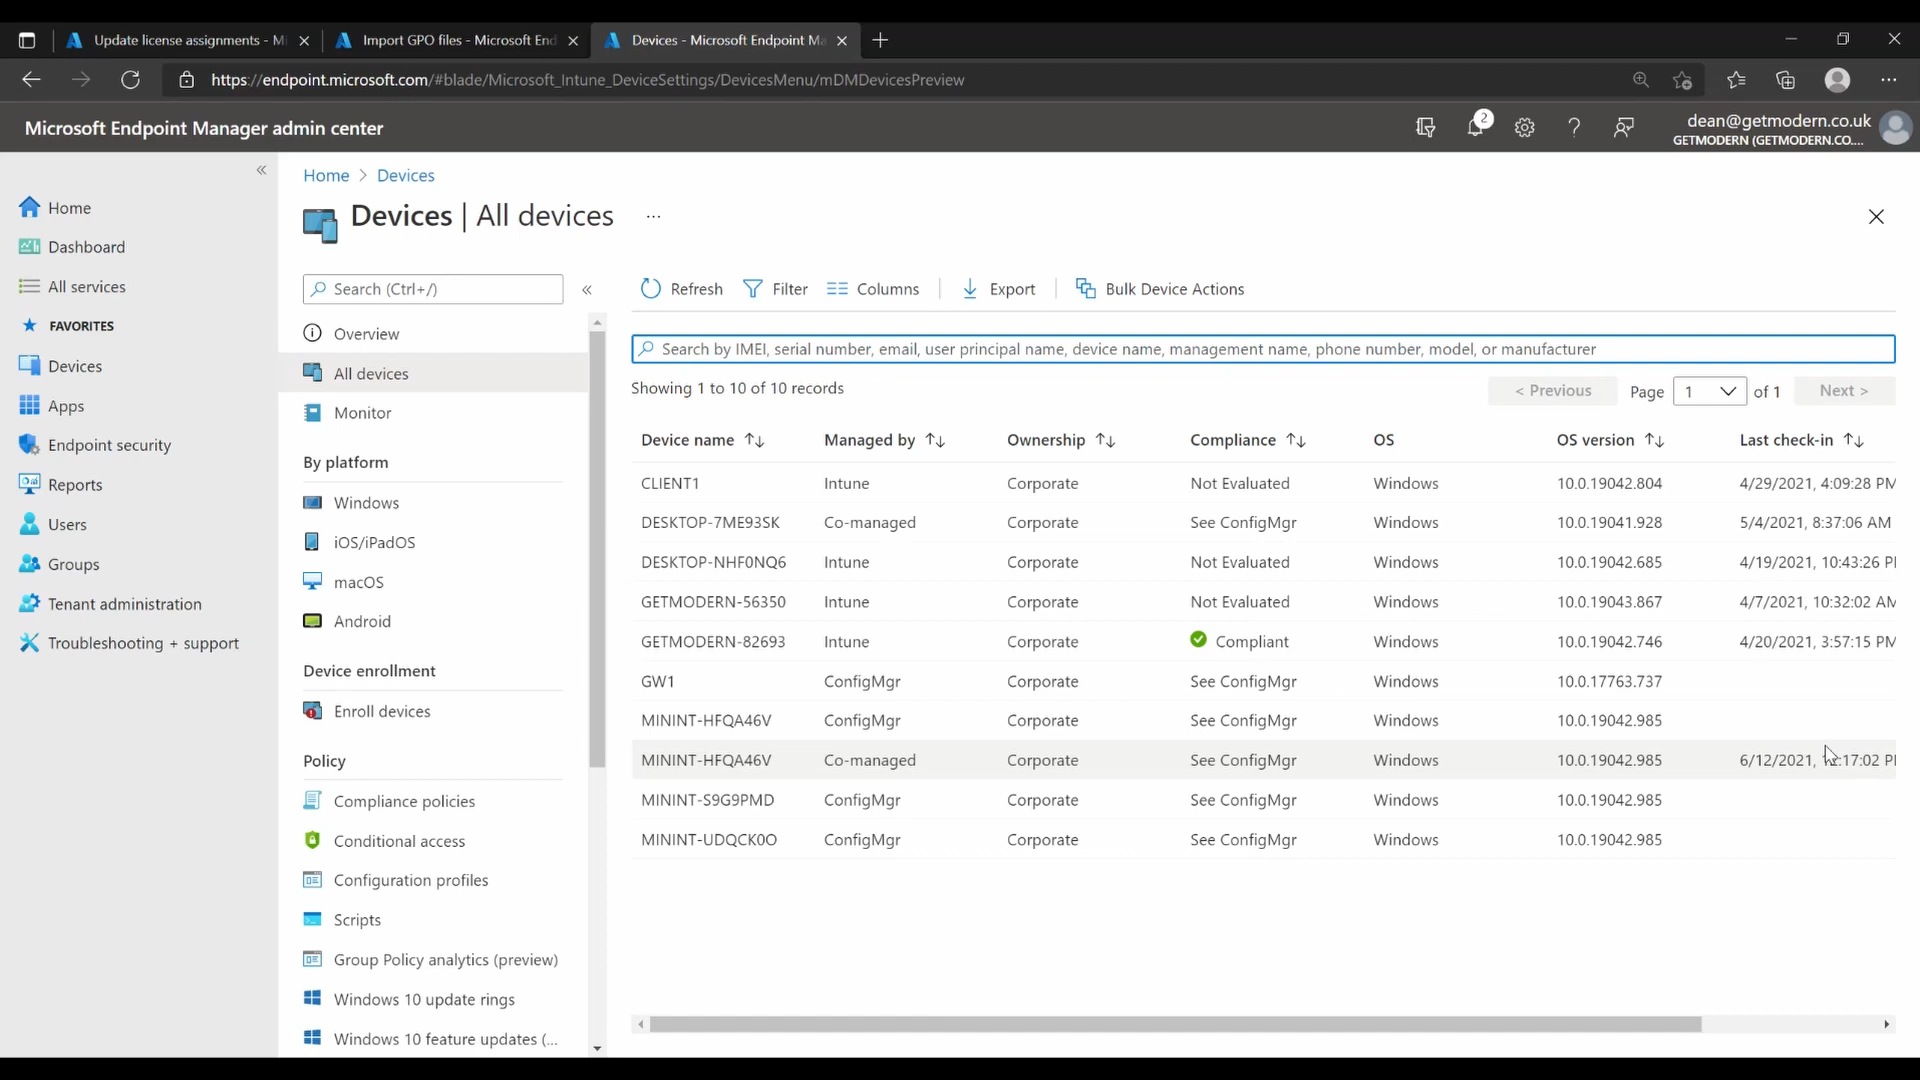 Update license assignments - Mi
Import GPO files - Microsoft End
Devices - Microsoft Endpoint Ma
https://endpoint.microsoft.com/#blade/Microsoft_Intune_DeviceSettings/DevicesMenu/mDMDevicesPreview
Microsoft Endpoint Manager admin center
2
dean@getmodern.co.uk
GETMODERN (GETMODERN.CO....
Home
Dashboard
All services
FAVORITES
Devices
Apps
Endpoint security
Reports
Users
Groups
Tenant administration
Troubleshooting + support
Home > Devices
Devices | All devices ...
Search (Ctrl+/)
Overview
All devices
Monitor
By platform
Windows
iOS/iPadOS
macOS
Android
Device enrollment
Enroll devices
Policy
Compliance policies
Conditional access
Configuration profiles
Scripts
Group Policy analytics (preview)
Windows 10 update rings
Windows 10 feature updates (...
Refresh Filter Columns Export Bulk Device Actions
Search by IMEI, serial number, email, user principal name, device name, management name, phone number, model, or manufacturer
Showing 1 to 10 of 10 records
< Previous Page 1 of 1 Next >
Device name Managed by Ownership Compliance OS OS version Last check-in
CLIENT1 Intune Corporate Not Evaluated Windows 10.0.19042.804 4/29/2021, 4:09:28 PM
DESKTOP-7ME93SK Co-managed Corporate See ConfigMgr Windows 10.0.19041.928 5/4/2021, 8:37:06 AM
DESKTOP-NHF0NQ6 Intune Corporate Not Evaluated Windows 10.0.19042.685 4/19/2021, 10:43:26 P
GETMODERN-56350 Intune Corporate Not Evaluated Windows 10.0.19043.867 4/7/2021, 10:32:02 AM
GETMODERN-82693 Intune Corporate Compliant Windows 10.0.19042.746 4/20/2021, 3:57:15 PM
GW1 ConfigMgr Corporate See ConfigMgr Windows 10.0.17763.737
MININT-HFQA46V ConfigMgr Corporate See ConfigMgr Windows 10.0.19042.985
MININT-HFQA46V Co-managed Corporate See ConfigMgr Windows 10.0.19042.985 6/12/2021, :17:02 P
MININT-S9G9PMD ConfigMgr Corporate See ConfigMgr Windows 10.0.19042.985
MININT-UDQCK0O ConfigMgr Corporate See ConfigMgr Windows 10.0.19042.985